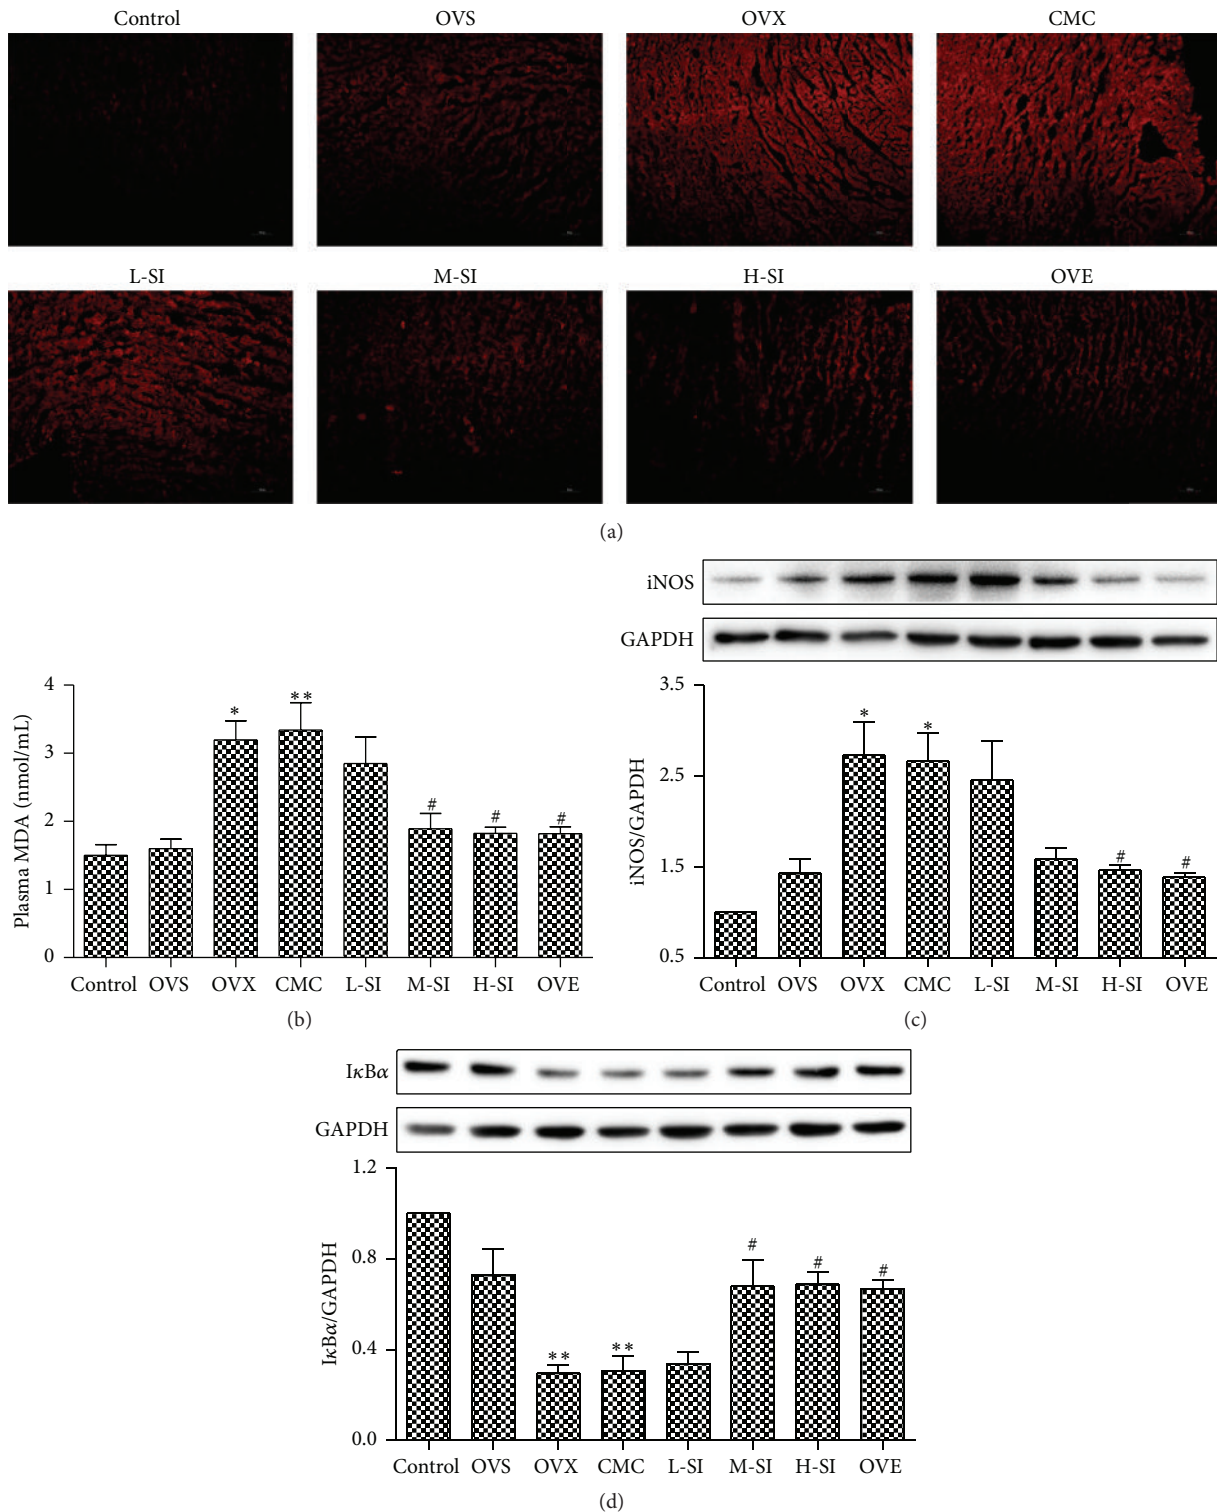 Control OVS OVX CMC
L-SI M-SI H-SI OVE
(a)
iNOS
GAPDH
Plasma MDA (nmol/mL)
4
3
2
1
0
* ** # # #
Control OVS OVX CMC L-SI M-SI H-SI OVE
(b)
iNOS/GAPDH
3.5
2.5
1.5
0.5
* * # #
Control OVS OVX CMC L-SI M-SI H-SI OVE
(c)
IκBα
GAPDH
IκBα/GAPDH
1.2
0.8
0.4
0.0
** ** # # #
Control OVS OVX CMC L-SI M-SI H-SI OVE
(d)